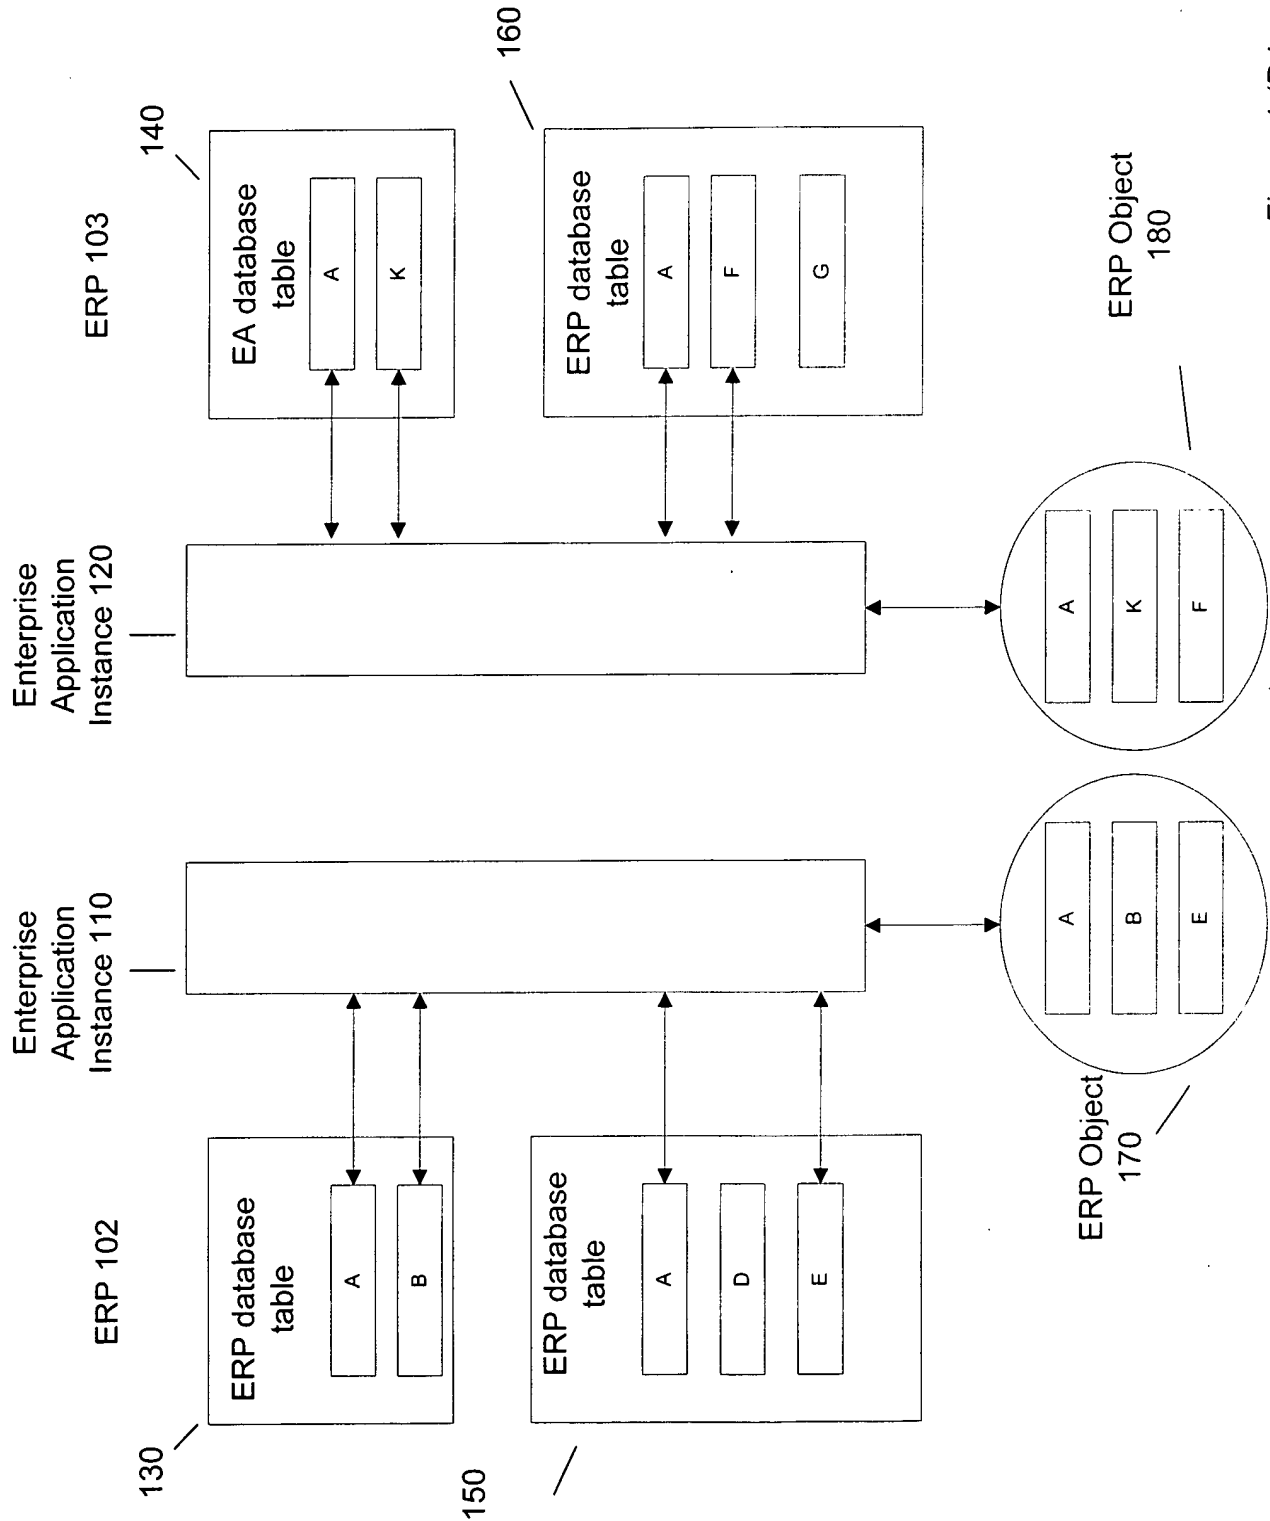 ERP 102
Enterprise
Application
Instance 110
Enterprise
Application
Instance 120
ERP 103
130
ERP database
table
A
B
140
EA database
table
A
K
150
ERP database
table
A
D
E
160
ERP database
table
A
F
G
ERP Object
170
A
B
E
A
K
F
ERP Object
180